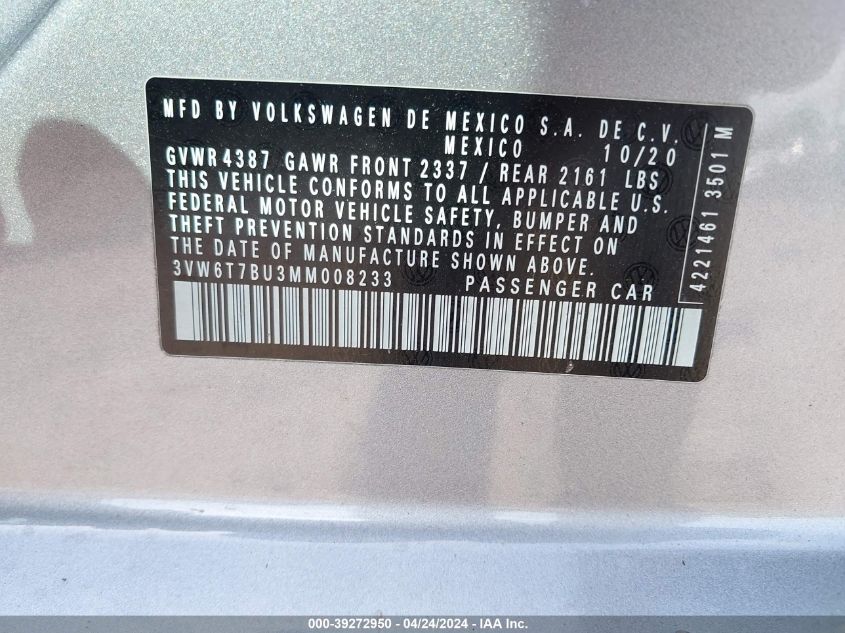 MFD BY VOLKSWAGEN DE MEXICO S.A. DE C.V.
MEXICO 10/20
GVWR 4387 GAWR FRONT 2337 / REAR 2161 LBS
THIS VEHICLE CONFORMS TO ALL APPLICABLE U.S.
FEDERAL MOTOR VEHICLE SAFETY, BUMPER AND
THEFT PREVENTION STANDARDS IN EFFECT ON
THE DATE OF MANUFACTURE SHOWN ABOVE.
3VW6T7BU3MM008233 PASSENGER CAR
4221461 3501 M
000-39272950 - 04/24/2024 - IAA Inc.